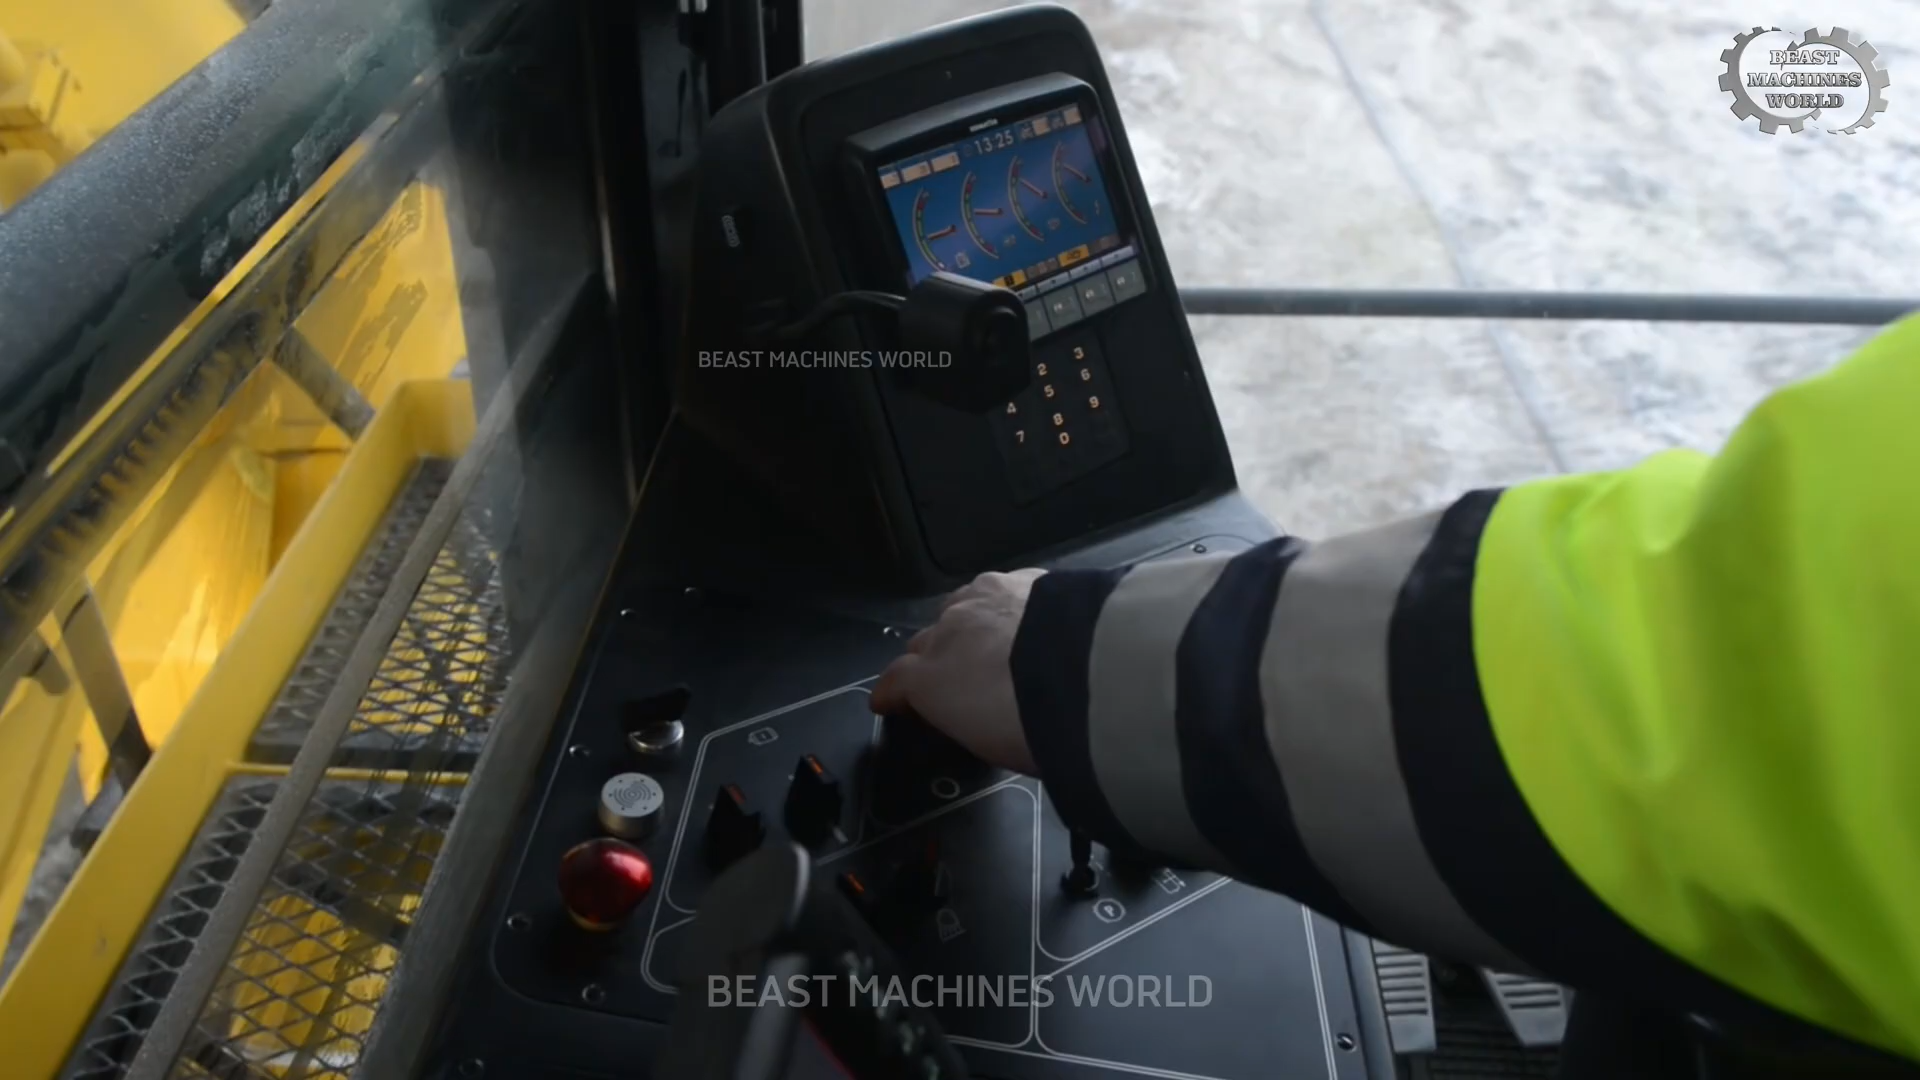 BEAST
MACHINES
WORLD
KOMATSU
13:25
BEAST MACHINES WORLD
2 3
4 5 6
7 8 9
0
P
BEAST MACHINES WORLD